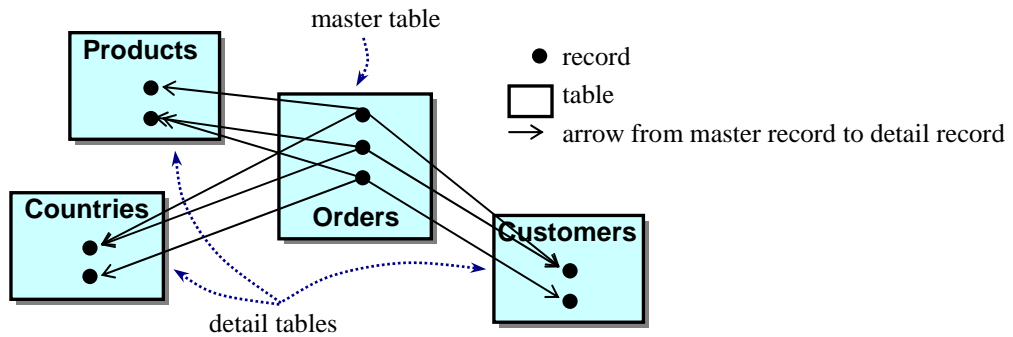 master table
Products
record
table
arrow from master record to detail record
Countries
Orders
Customers
detail tables